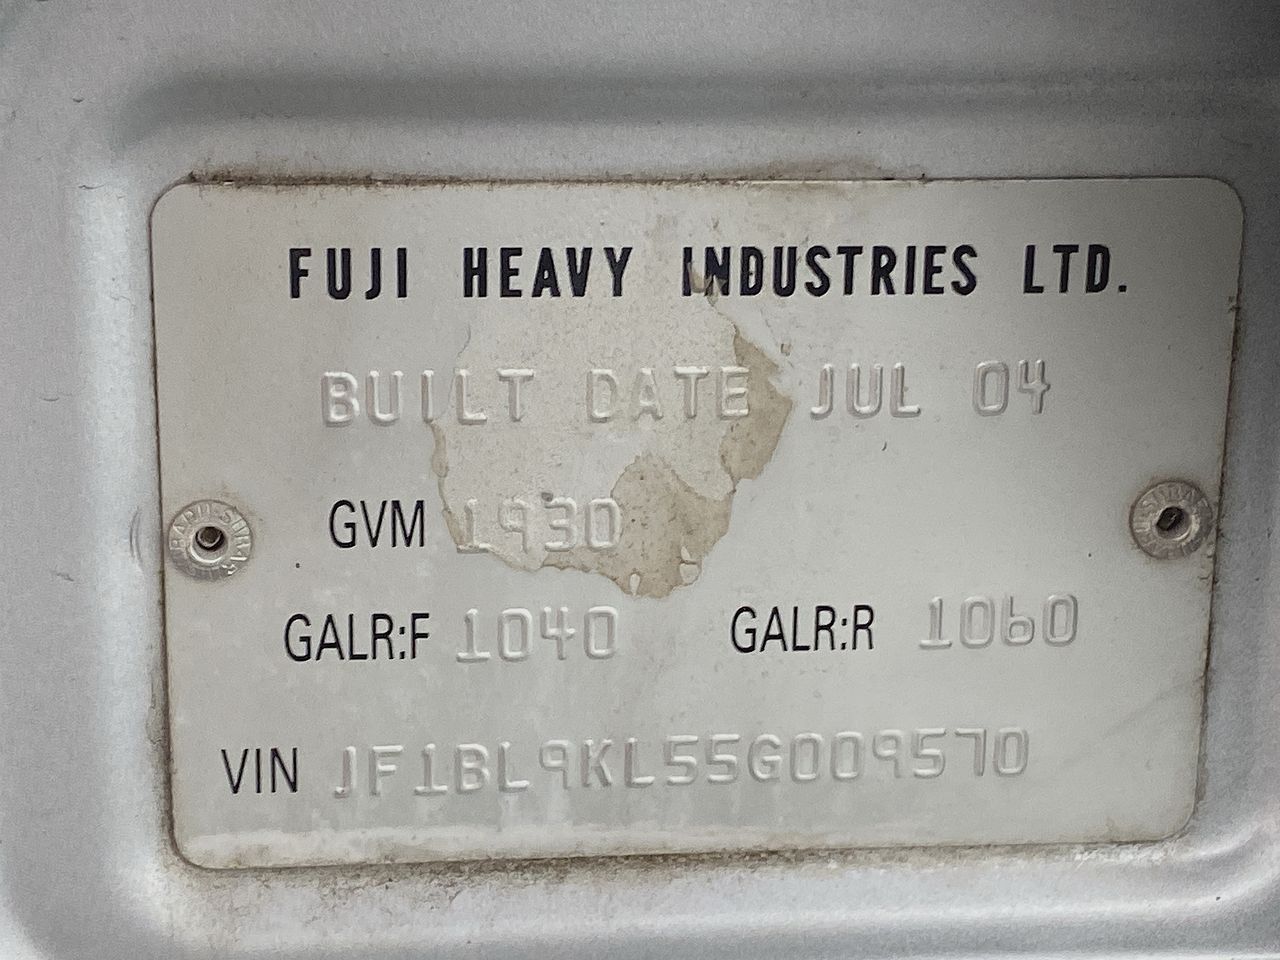 FUJI HEAVY INDUSTRIES LTD.
BUILT DATE JUL 04
GVM 1930
GALR:F 1040 GALR:R 1060
VIN JF1BL9KL55G009570